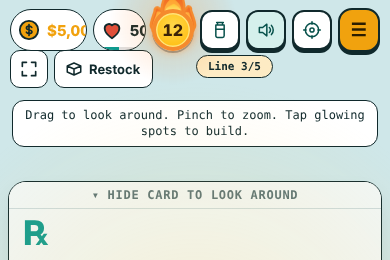 $5,00
50
12
Restock
Line 3/5
Drag to look around. Pinch to zoom. Tap glowing
spots to build.
▾ HIDE CARD TO LOOK AROUND
℞